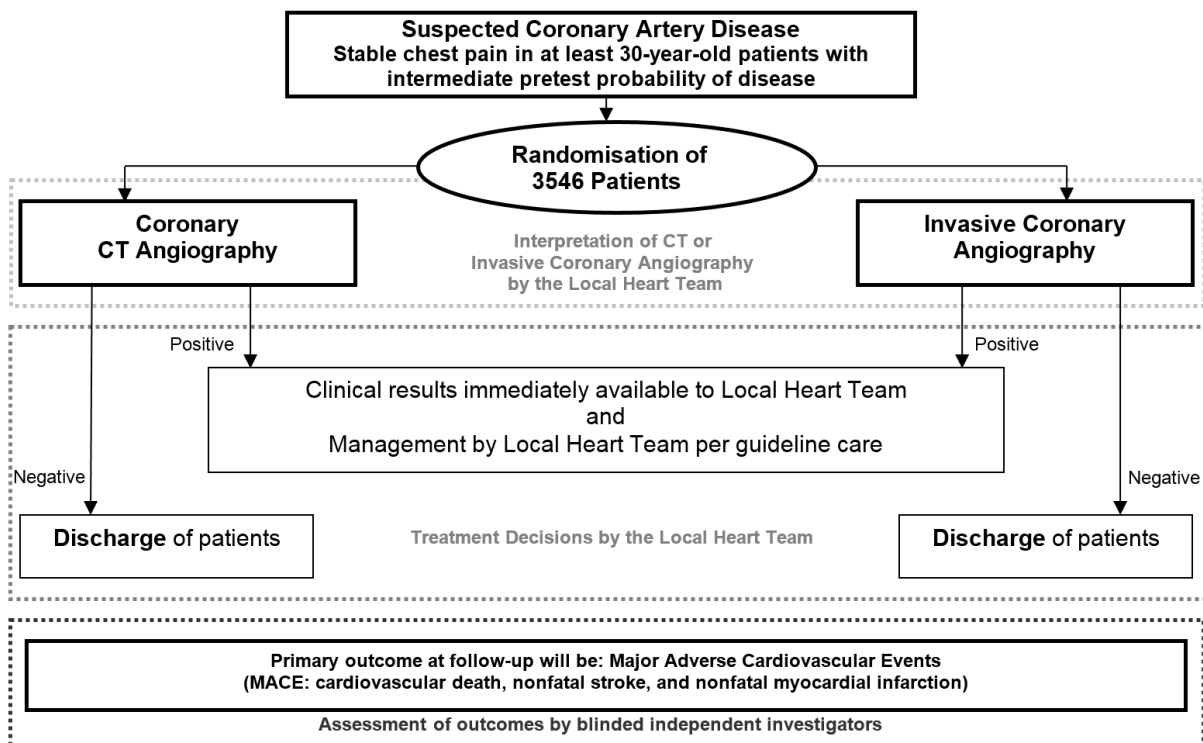 Suspected Coronary Artery Disease
Stable chest pain in at least 30-year-old patients with
intermediate pretest probability of disease
Randomisation of
3546 Patients
Coronary
CT Angiography
Interpretation of CT or
Invasive Coronary Angiography
by the Local Heart Team
Invasive Coronary
Angiography
Positive
Positive
Clinical results immediately available to Local Heart Team
and
Management by Local Heart Team per guideline care
Negative
Negative
Discharge of patients
Treatment Decisions by the Local Heart Team
Discharge of patients
Primary outcome at follow-up will be: Major Adverse Cardiovascular Events
(MACE: cardiovascular death, nonfatal stroke, and nonfatal myocardial infarction)
Assessment of outcomes by blinded independent investigators